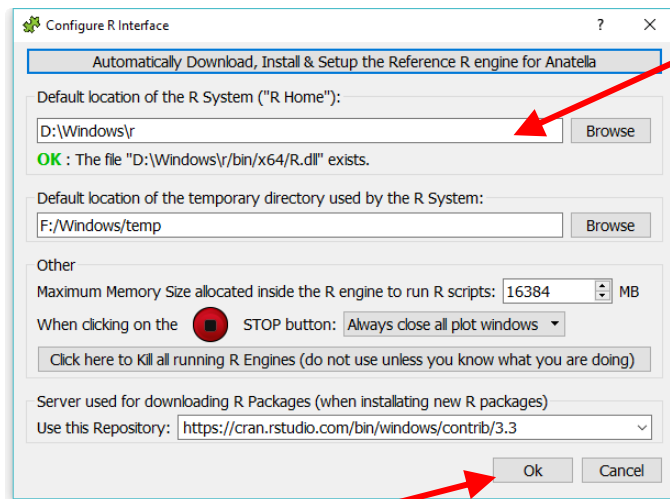 Configure R Interface ? ×
Automatically Download, Install & Setup the Reference R engine for Anatella
Default location of the R System ("R Home"):
D:\Windows\r Browse
OK : The file "D:\Windows\r/bin/x64/R.dll" exists.
Default location of the temporary directory used by the R System:
F:/Windows/temp Browse
Other
Maximum Memory Size allocated inside the R engine to run R scripts: 16384 MB
When clicking on the STOP button: Always close all plot windows
Click here to Kill all running R Engines (do not use unless you know what you are doing)
Server used for downloading R Packages (when installating new R packages)
Use this Repository: https://cran.rstudio.com/bin/windows/contrib/3.3
Ok Cancel